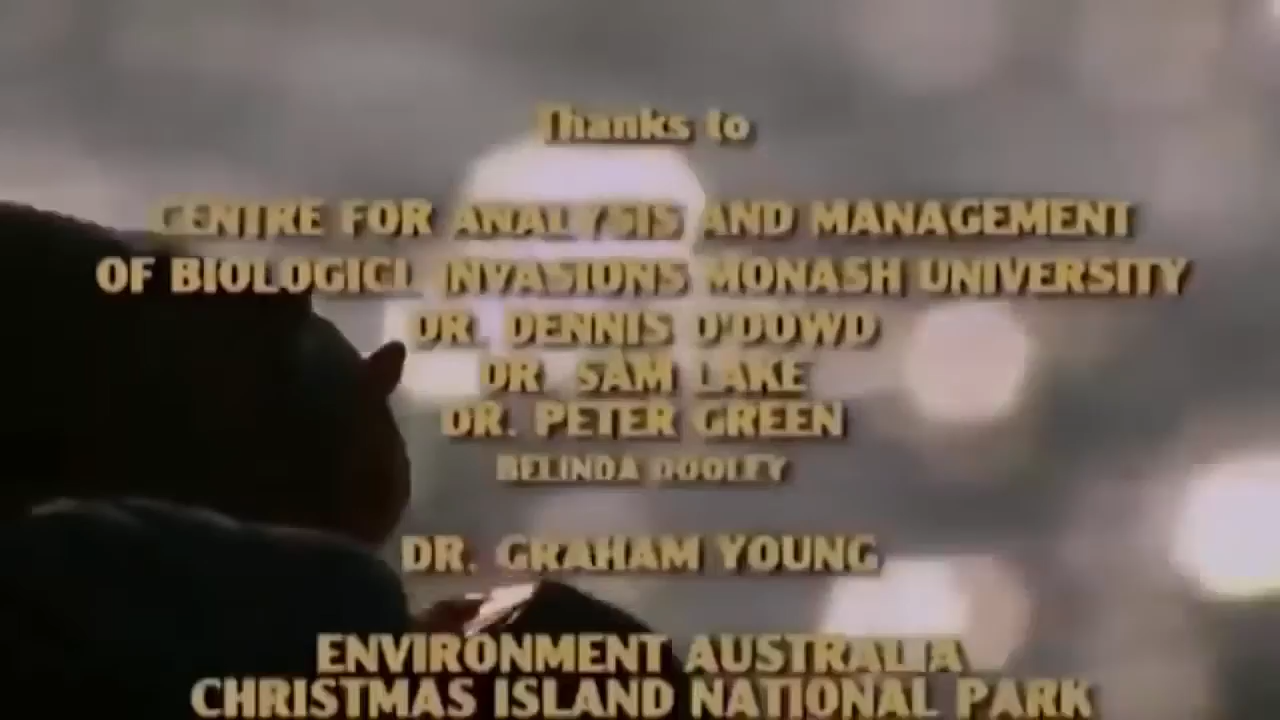 Thanks to
CENTRE FOR ANALYSIS AND MANAGEMENT
OF BIOLOGICL INVASIONS MONASH UNIVERSITY
DR. DENNIS O'DOWD
DR. SAM LAKE
DR. PETER GREEN
BELINDA DOOLEY
DR. GRAHAM YOUNG
ENVIRONMENT AUSTRALIA
CHRISTMAS ISLAND NATIONAL PARK